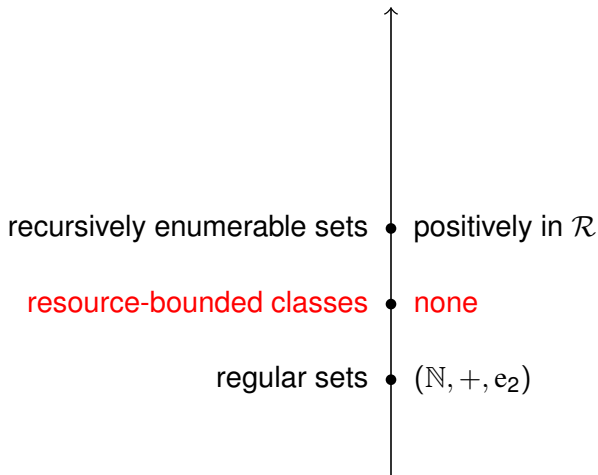 recursively enumerable sets positively in ℛ
resource-bounded classes none
regular sets (ℕ, +, e₂)